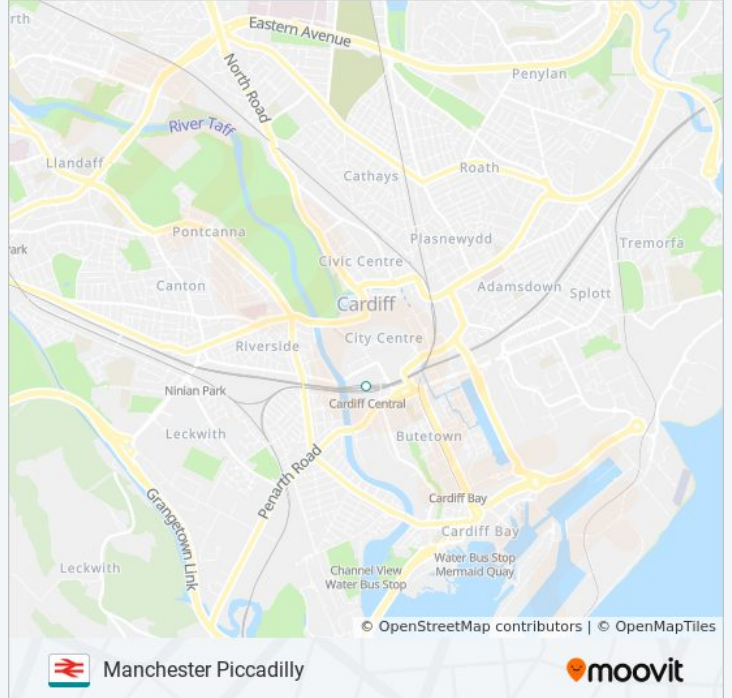 rth
Eastern Avenue
North Road
Penylan
River Taff
Llandaff
Cathays
Roath
Pontcanna
Plasnewydd
Tremorfa
ark
Civic Centre
Canton
Adamsdown
Splott
Cardiff
City Centre
Riverside
Ninian Park
Cardiff Central
Leckwith
Butetown
Penarth Road
Grangetown Link
Cardiff Bay
Cardiff Bay
Leckwith
Channel View
Water Bus Stop
Water Bus Stop
Mermaid Quay
© OpenStreetMap contributors | © OpenMapTiles
Manchester Piccadilly
moovit